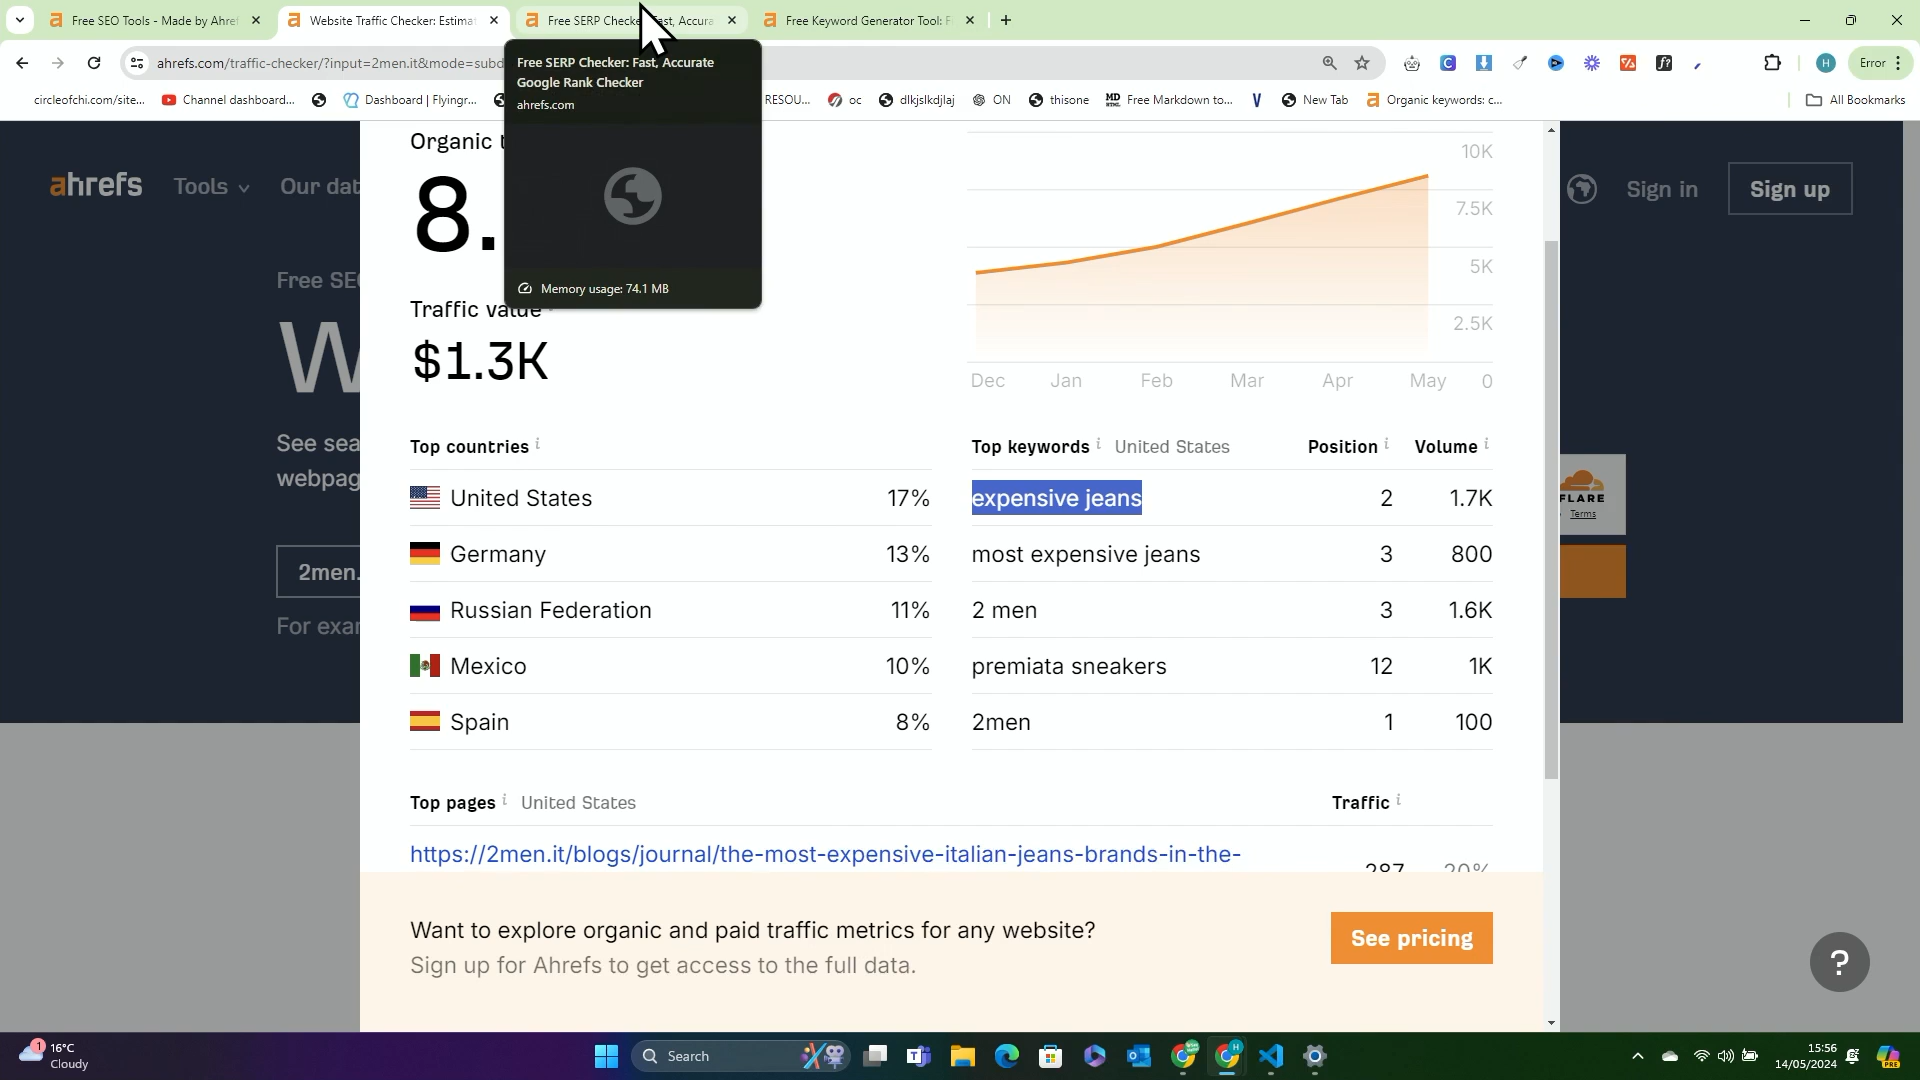 Free SEO Tools - Made by Ahref
Website Traffic Checker: Estimat
Free SERP Checke
ast, Accura
Free Keyword Generator Tool: F
ahrefs.com/traffic-checker/?input=2men.it&mode=subd
Error
circleofchi.com/site...
Channel dashboard...
Dashboard | Flyingr...
RESOU...
oc
dlkjslkdjlaj
ON
thisone
Free Markdown to...
New Tab
Organic keywords: c...
All Bookmarks
Free SERP Checker: Fast, Accurate
Google Rank Checker
ahrefs.com
Memory usage: 74.1 MB
ahrefs
Tools
Our dat
Sign in
Sign up
Free SEO
W
See sea
webpag
2men.
For exar
FLARE
Terms
Organic t
8.
Traffic value
$1.3K
10K
7.5K
5K
2.5K
Dec Jan Feb Mar Apr May 0
Top countries
United States 17%
Germany 13%
Russian Federation 11%
Mexico 10%
Spain 8%
Top keywords United States Position Volume
expensive jeans 2 1.7K
most expensive jeans 3 800
2 men 3 1.6K
premiata sneakers 12 1K
2men 1 100
Top pages United States Traffic
https://2men.it/blogs/journal/the-most-expensive-italian-jeans-brands-in-the-
287 20%
Want to explore organic and paid traffic metrics for any website?
Sign up for Ahrefs to get access to the full data.
See pricing
?
1
16°C
Cloudy
Search
15:56
14/05/2024